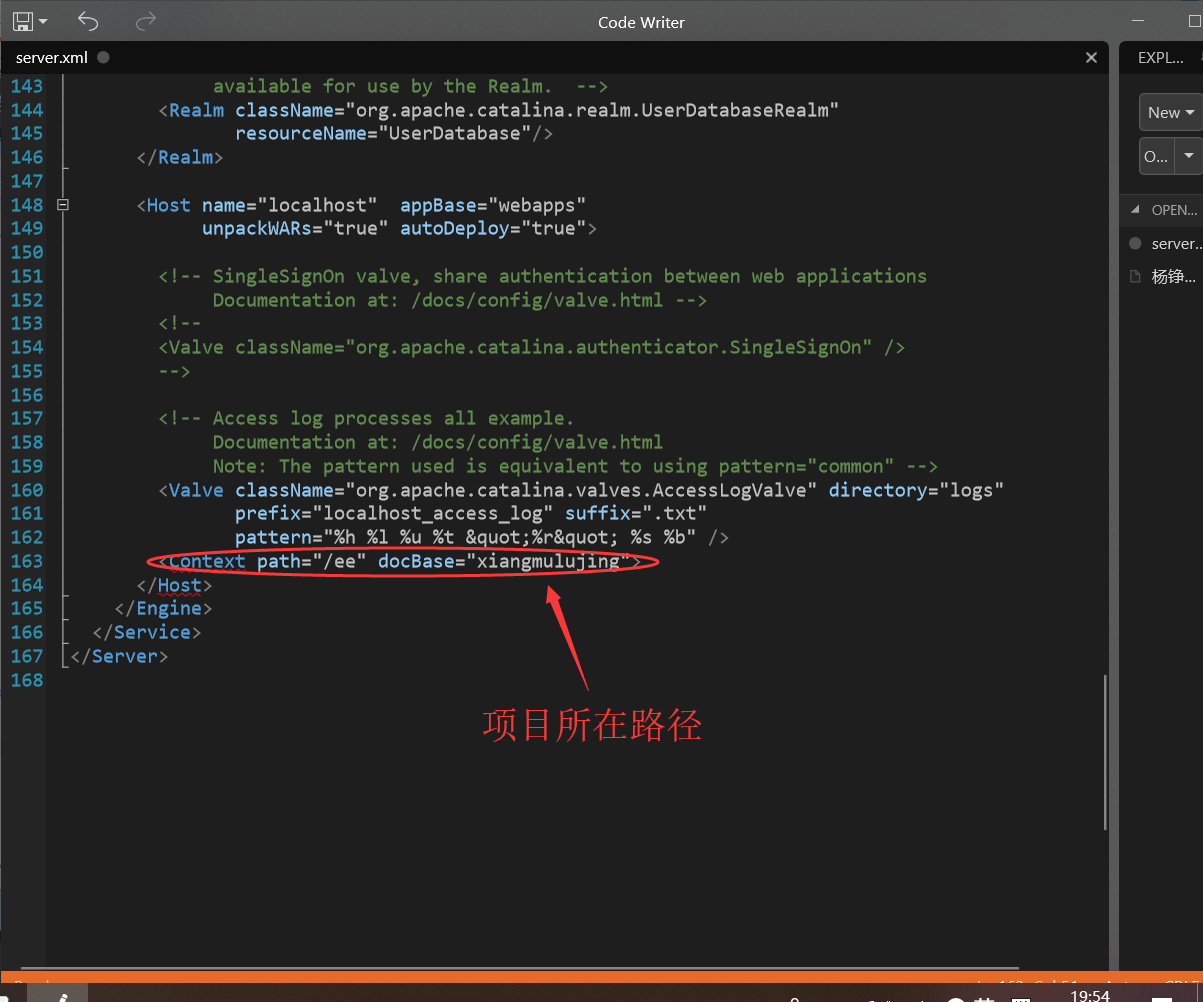 Code Writer
server.xml
EXPL...
143 available for use by the Realm. -->
144 <Realm className="org.apache.catalina.realm.UserDatabaseRealm"
145 resourceName="UserDatabase"/>
146 </Realm>
147
148 <Host name="localhost" appBase="webapps"
149 unpackWARs="true" autoDeploy="true">
150
151 <!-- SingleSignOn valve, share authentication between web applications
152 Documentation at: /docs/config/valve.html -->
153 <!--
154 <Valve className="org.apache.catalina.authenticator.SingleSignOn" />
155 -->
156
157 <!-- Access log processes all example.
158 Documentation at: /docs/config/valve.html
159 Note: The pattern used is equivalent to using pattern="common" -->
160 <Valve className="org.apache.catalina.valves.AccessLogValve" directory="logs"
161 prefix="localhost_access_log" suffix=".txt"
162 pattern="%h %l %u %t &quot;%r&quot; %s %b" />
163 <Context path="/ee" docBase="xiangmulujing">
164 </Host>
165 </Engine>
166 </Service>
167 </Server>
168
项目所在路径
New
O...
OPEN...
server...
杨铮...
19:54